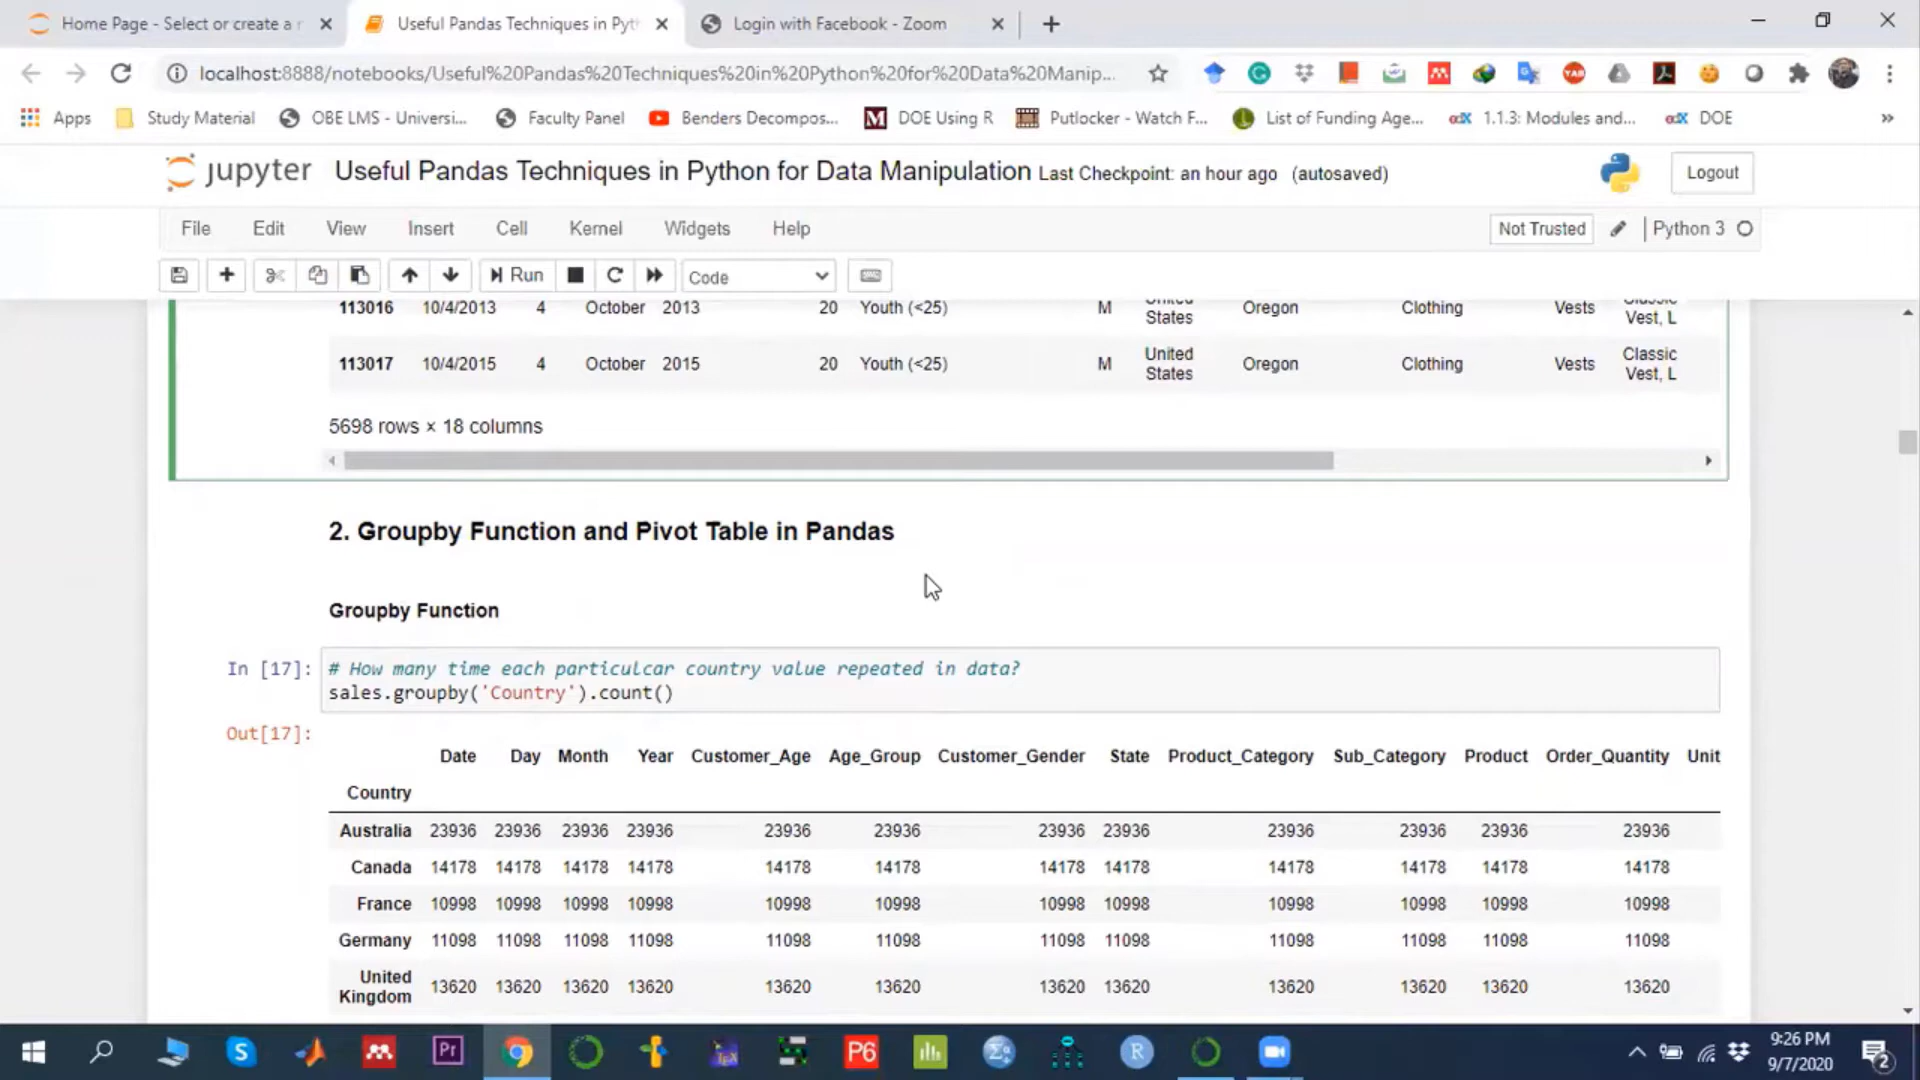 Home Page - Select or create a r
Useful Pandas Techniques in Pyth
Login with Facebook - Zoom
localhost:8888/notebooks/Useful%20Pandas%20Techniques%20in%20Python%20for%20Data%20Manip...
Apps
Study Material
OBE LMS - Universi...
Faculty Panel
Benders Decompos...
DOE Using R
Putlocker - Watch F...
List of Funding Age...
1.1.3: Modules and...
DOE
jupyter
Useful Pandas Techniques in Python for Data Manipulation
Last Checkpoint: an hour ago (autosaved)
Logout
File Edit View Insert Cell Kernel Widgets Help
Not Trusted
Python 3
Run
Code
113016 10/4/2013 4 October 2013 20 Youth (<25) M United States Oregon Clothing Vests Classic Vest, L
113017 10/4/2015 4 October 2015 20 Youth (<25) M United States Oregon Clothing Vests Classic Vest, L
5698 rows × 18 columns
2. Groupby Function and Pivot Table in Pandas
Groupby Function
In [17]: # How many time each particulcar country value repeated in data?
sales.groupby('Country').count()
Out[17]:
Date Day Month Year Customer_Age Age_Group Customer_Gender State Product_Category Sub_Category Product Order_Quantity Unit
Country
Australia 23936 23936 23936 23936 23936 23936 23936 23936 23936 23936 23936 23936
Canada 14178 14178 14178 14178 14178 14178 14178 14178 14178 14178 14178 14178
France 10998 10998 10998 10998 10998 10998 10998 10998 10998 10998 10998 10998
Germany 11098 11098 11098 11098 11098 11098 11098 11098 11098 11098 11098 11098
United Kingdom 13620 13620 13620 13620 13620 13620 13620 13620 13620 13620 13620 13620
Pr
P6
R
9:26 PM
9/7/2020
2